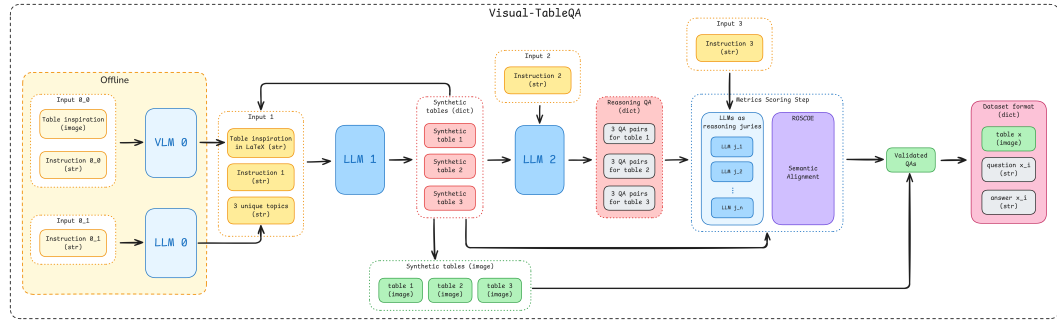 Visual-TableQA
Offline
Input 0_0
Table inspiration
(image)
Instruction 0_0
(str)
VLM 0
Input 0_1
Instruction 0_1
(str)
LLM 0
Input 1
Table inspiration
in LaTeX (str)
Instruction 1
(str)
3 unique topics
(str)
LLM 1
Synthetic
tables (dict)
Synthetic
table 1
Synthetic
table 2
Synthetic
table 3
Input 2
Instruction 2
(str)
LLM 2
Reasoning QA
(dict)
3 QA pairs
for table 1
3 QA pairs
for table 2
3 QA pairs
for table 3
Input 3
Instruction 3
(str)
Metrics Scoring Step
LLMs as
reasoning juries
LLM j_1
LLM j_2
⋮
LLM j_n
ROSCOE
Semantic
Alignment
Synthetic tables (image)
table 1
(image)
table 2
(image)
table 3
(image)
Validated
QAs
Dataset format
(dict)
table x
(image)
question x_i
(str)
answer x_i
(str)